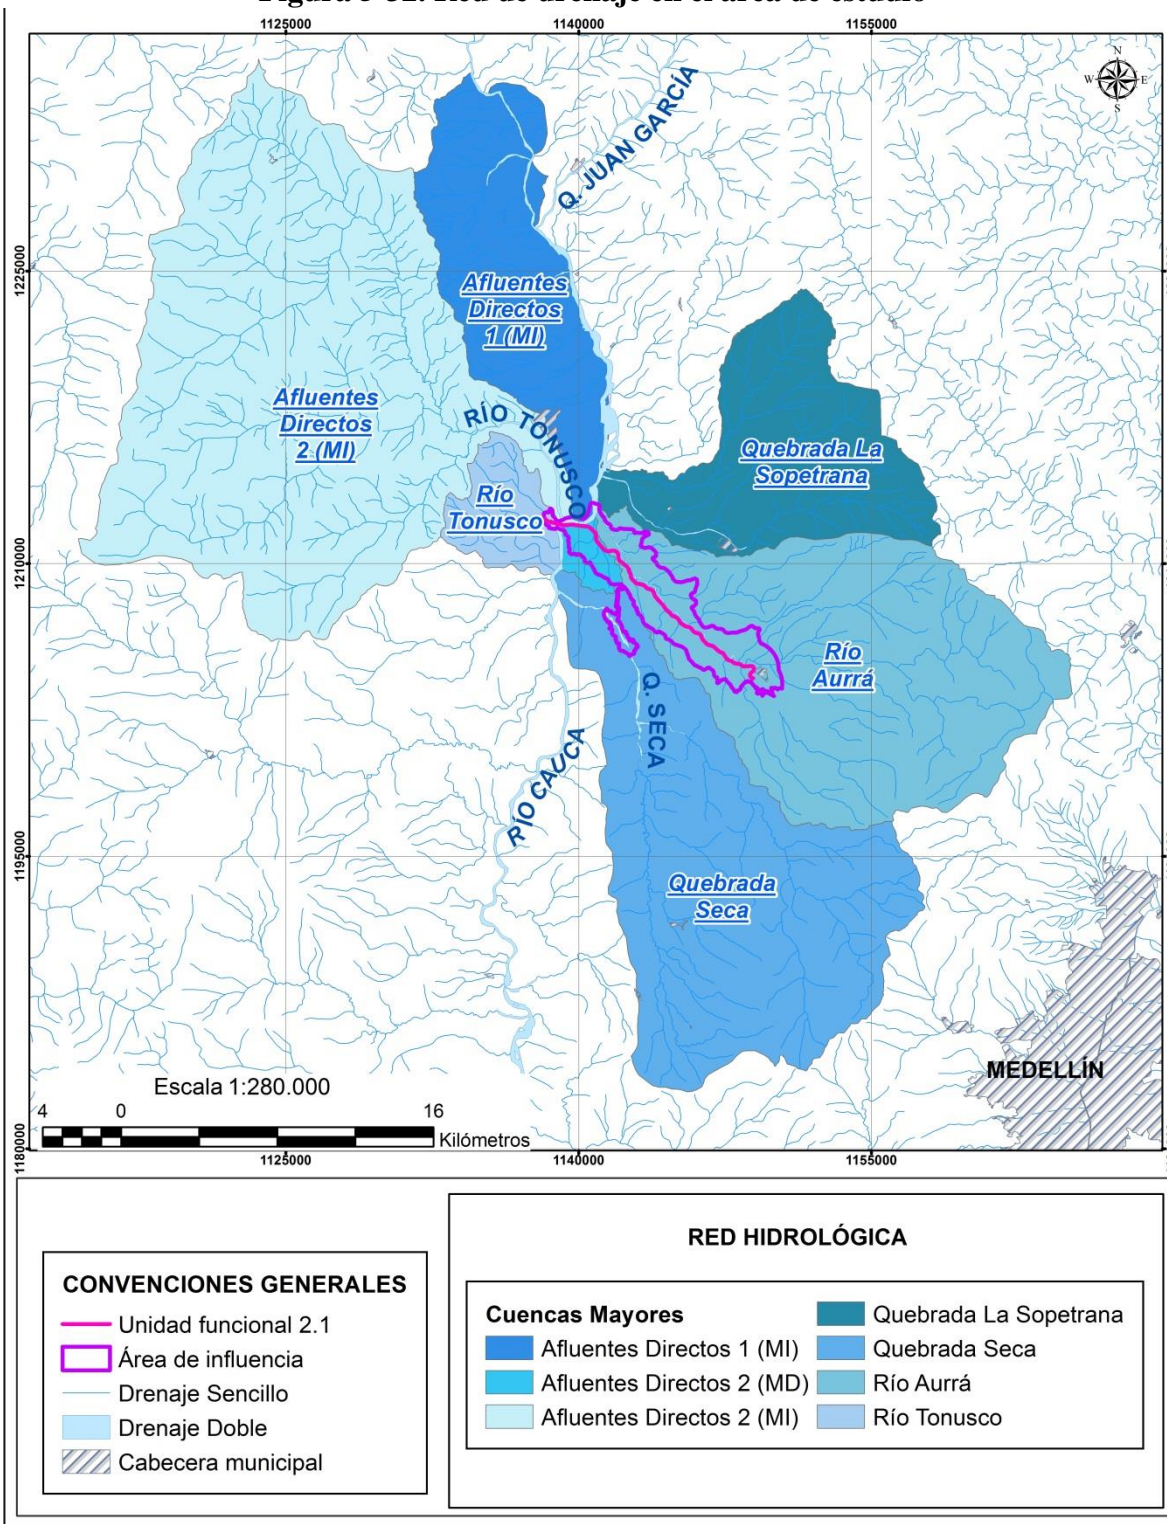 1125000 1140000 1155000
N
W E
S
Q. JUAN GARCÍA
1225000
Afluentes
Directos
1 (MI)
Afluentes
Directos
2 (MI)
RÍO TONUSCO
Quebrada La
Sopetrana
Río
Tonusco
1210000
Río
Aurrá
Q. SECA
RÍO CAUCA
1195000
Quebrada
Seca
MEDELLÍN
Escala 1:280.000
4 0 16
Kilómetros
1180000
1125000 1140000 1155000
CONVENCIONES GENERALES
Unidad funcional 2.1
Área de influencia
Drenaje Sencillo
Drenaje Doble
Cabecera municipal
RED HIDROLÓGICA
Cuencas Mayores
Afluentes Directos 1 (MI)
Afluentes Directos 2 (MD)
Afluentes Directos 2 (MI)
Quebrada La Sopetrana
Quebrada Seca
Río Aurrá
Río Tonusco